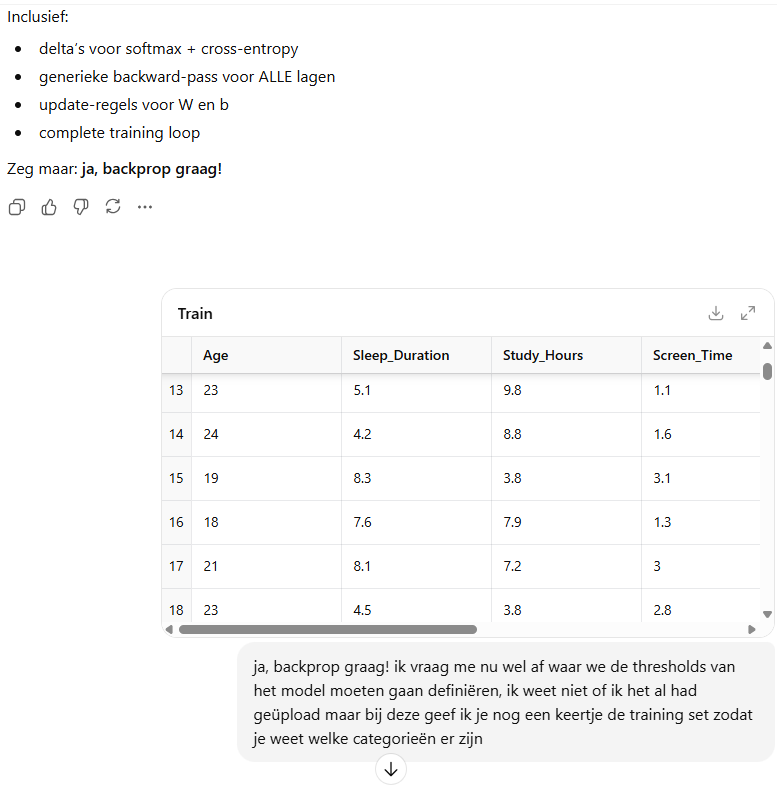 Inclusief:
• delta's voor softmax + cross-entropy
• generieke backward-pass voor ALLE lagen
• update-regels voor W en b
• complete training loop
Zeg maar: ja, backprop graag!
Train
Age Sleep_Duration Study_Hours Screen_Time
13 23 5.1 9.8 1.1
14 24 4.2 8.8 1.6
15 19 8.3 3.8 3.1
16 18 7.6 7.9 1.3
17 21 8.1 7.2 3
18 23 4.5 3.8 2.8
ja, backprop graag! ik vraag me nu wel af waar we de thresholds van
het model moeten gaan definiëren, ik weet niet of ik het al had
geüpload maar bij deze geef ik je nog een keertje de training set zodat
je weet welke categorieën er zijn